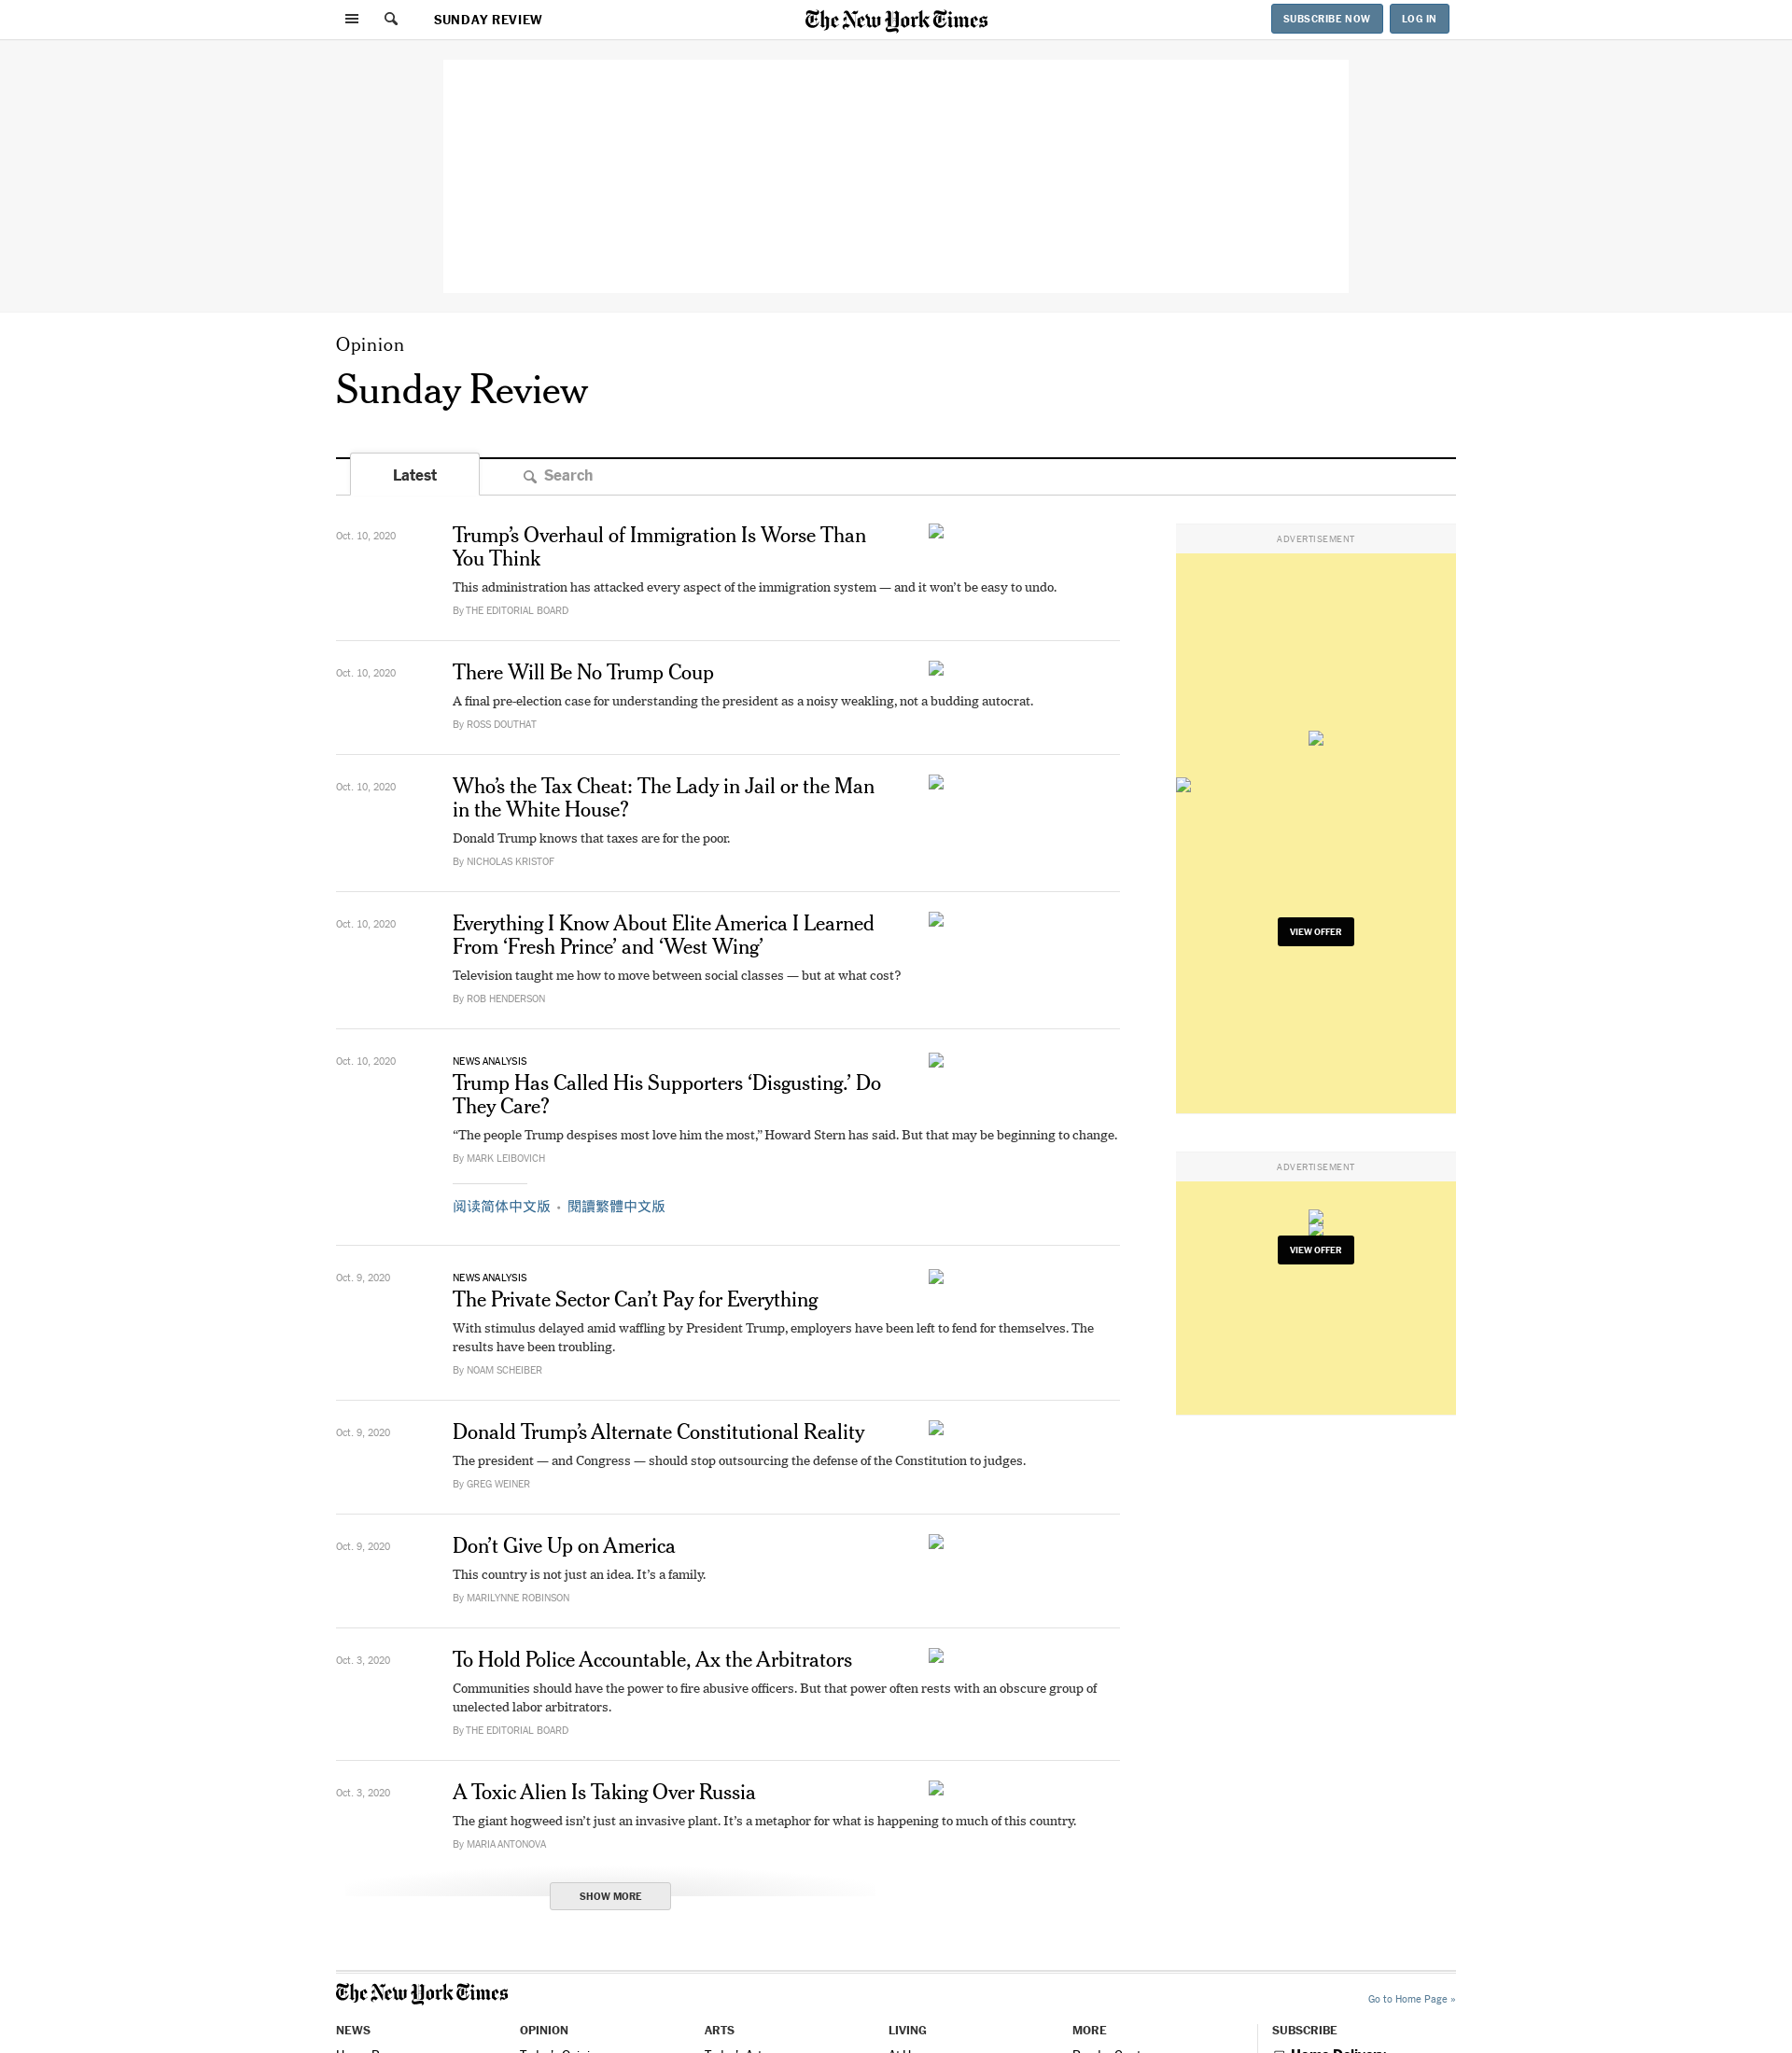 SUNDAY REVIEW
The New York Times
SUBSCRIBE NOW
LOG IN
Opinion
Sunday Review
Latest
Search
Oct. 10, 2020
Trump’s Overhaul of Immigration Is Worse Than
You Think
This administration has attacked every aspect of the immigration system — and it won’t be easy to undo.
By THE EDITORIAL BOARD
Oct. 10, 2020
There Will Be No Trump Coup
A final pre-election case for understanding the president as a noisy weakling, not a budding autocrat.
By ROSS DOUTHAT
Oct. 10, 2020
Who’s the Tax Cheat: The Lady in Jail or the Man
in the White House?
Donald Trump knows that taxes are for the poor.
By NICHOLAS KRISTOF
Oct. 10, 2020
Everything I Know About Elite America I Learned
From ‘Fresh Prince’ and ‘West Wing’
Television taught me how to move between social classes — but at what cost?
By ROB HENDERSON
Oct. 10, 2020
NEWS ANALYSIS
Trump Has Called His Supporters ‘Disgusting.’ Do
They Care?
“The people Trump despises most love him the most,” Howard Stern has said. But that may be beginning to change.
By MARK LEIBOVICH
阅读简体中文版 • 閱讀繁體中文版
Oct. 9, 2020
NEWS ANALYSIS
The Private Sector Can’t Pay for Everything
With stimulus delayed amid waffling by President Trump, employers have been left to fend for themselves. The
results have been troubling.
By NOAM SCHEIBER
Oct. 9, 2020
Donald Trump’s Alternate Constitutional Reality
The president — and Congress — should stop outsourcing the defense of the Constitution to judges.
By GREG WEINER
Oct. 9, 2020
Don’t Give Up on America
This country is not just an idea. It’s a family.
By MARILYNNE ROBINSON
Oct. 3, 2020
To Hold Police Accountable, Ax the Arbitrators
Communities should have the power to fire abusive officers. But that power often rests with an obscure group of
unelected labor arbitrators.
By THE EDITORIAL BOARD
Oct. 3, 2020
A Toxic Alien Is Taking Over Russia
The giant hogweed isn’t just an invasive plant. It’s a metaphor for what is happening to much of this country.
By MARIA ANTONOVA
SHOW MORE
ADVERTISEMENT
VIEW OFFER
ADVERTISEMENT
VIEW OFFER
The New York Times
Go to Home Page »
NEWS
OPINION
ARTS
LIVING
MORE
SUBSCRIBE
Home Delivery